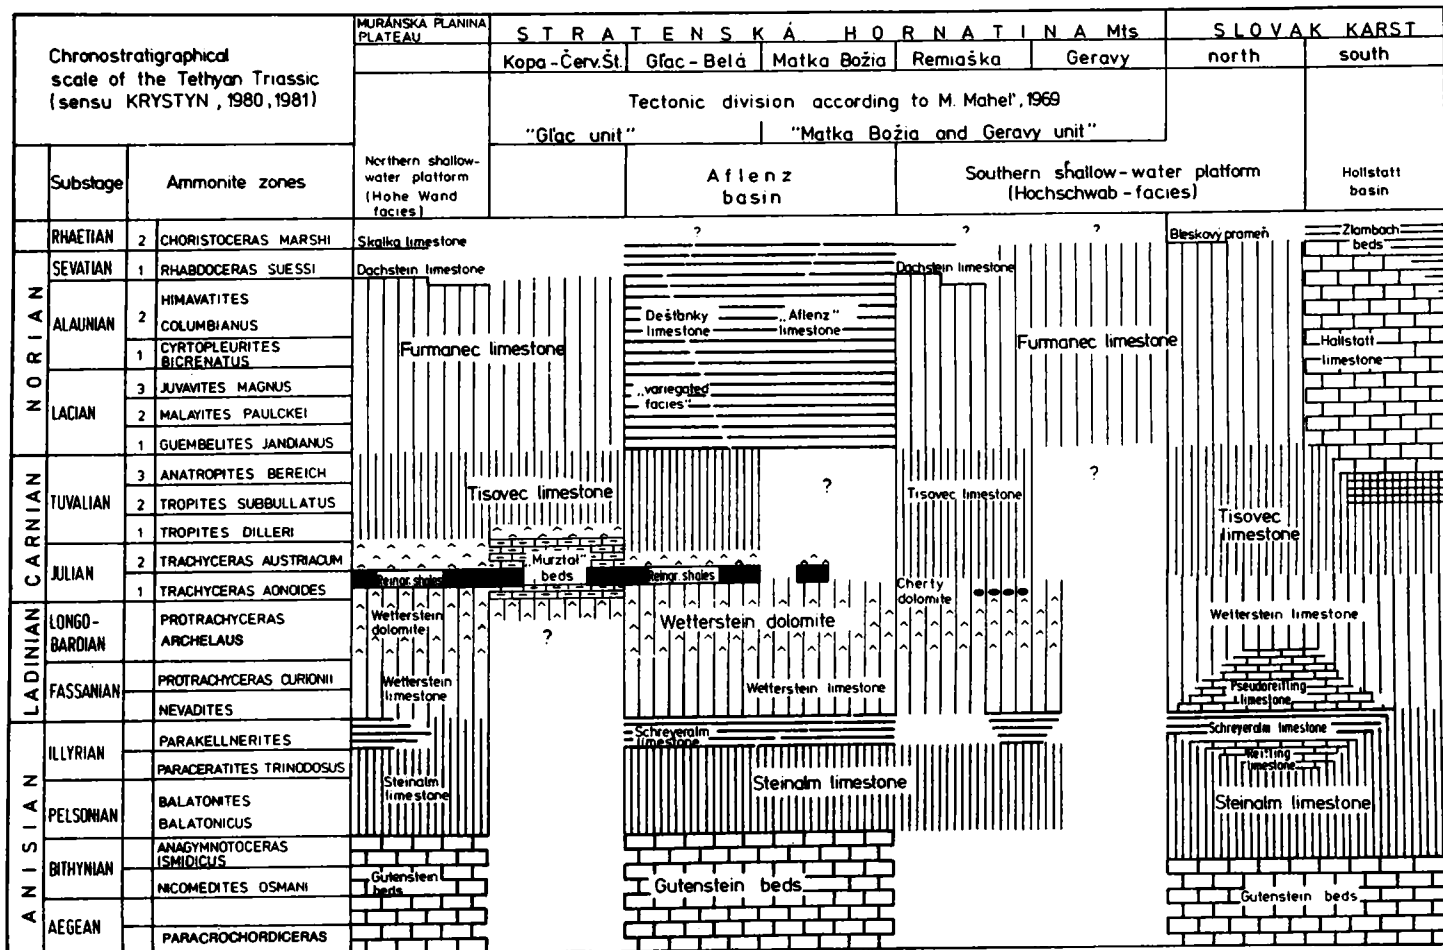 Chronostratigraphical
scale of the Tethyan Triassic
(sensu KRYSTYN, 1980, 1981)
MURÁNSKA PLANINA
PLATEAU
STRATENSKÁ HORNATINA Mts
SLOVAK KARST
Kopa-Červ.Št.
Gľac-Belá
Matka Božia
Remiaška
Geravy
north
south
Tectonic division according to M. Maheľ, 1969
"Gľac unit"
"Matka Božia and Geravy unit"
Substage
Ammonite zones
Northern shallow-
water platform
(Hohe Wand
facies)
Aflenz
basin
Southern shallow-water platform
(Hochschwab-facies)
Hollstatt
basin
NORIAN
CARNIAN
LADINIAN
ANISIAN
RHAETIAN
2
CHORISTOCERAS MARSHI
SEVATIAN
1
RHABDOCERAS SUESSI
ALAUNIAN
2
HIMAVATITES
COLUMBIANUS
1
CYRTOPLEURITES
BICRENATUS
LACIAN
3
JUVAVITES MAGNUS
2
MALAYITES PAULCKEI
1
GUEMBELITES JANDIANUS
TUVALIAN
3
ANATROPITES BEREICH
2
TROPITES SUBBULLATUS
1
TROPITES DILLERI
JULIAN
2
TRACHYCERAS AUSTRIACUM
1
TRACHYCERAS AONOIDES
LONGO-
BARDIAN
PROTRACHYCERAS
ARCHELAUS
FASSANIAN
PROTRACHYCERAS CURIONII
NEVADITES
ILLYRIAN
PARAKELLNERITES
PARACERATITES TRINODOSUS
PELSONIAN
BALATONITES
BALATONICUS
BITHYNIAN
ANAGYMNOTOCERAS
ISMIDICUS
NICOMEDITES OSMANI
AEGEAN
PARACROCHORDICERAS
Skalka limestone
?
?
?
Bleskový prameň
Zlambach
beds
Dachstein limestone
Dachstein limestone
Dešťanky
limestone
„Aflenz"
limestone
Furmanec limestone
Furmanec limestone
Hallstatt
limestone
„variegated
facies"
Tisovec limestone
?
Tisovec limestone
?
Tisovec
limestone
Reingr. shales
„Murztal"
beds
Reingr. shales
Cherty
dolomite
Wetterstein
dolomite
?
Wetterstein dolomite
Wetterstein limestone
Wetterstein
limestone
Wetterstein limestone
Pseudoreifling
limestone
Schreyeralm
limestone
Schreyeralm limestone
Reifling
limestone
Steinalm
limestone
Steinalm limestone
Steinalm limestone
Gutenstein
beds
Gutenstein beds
Gutenstein beds